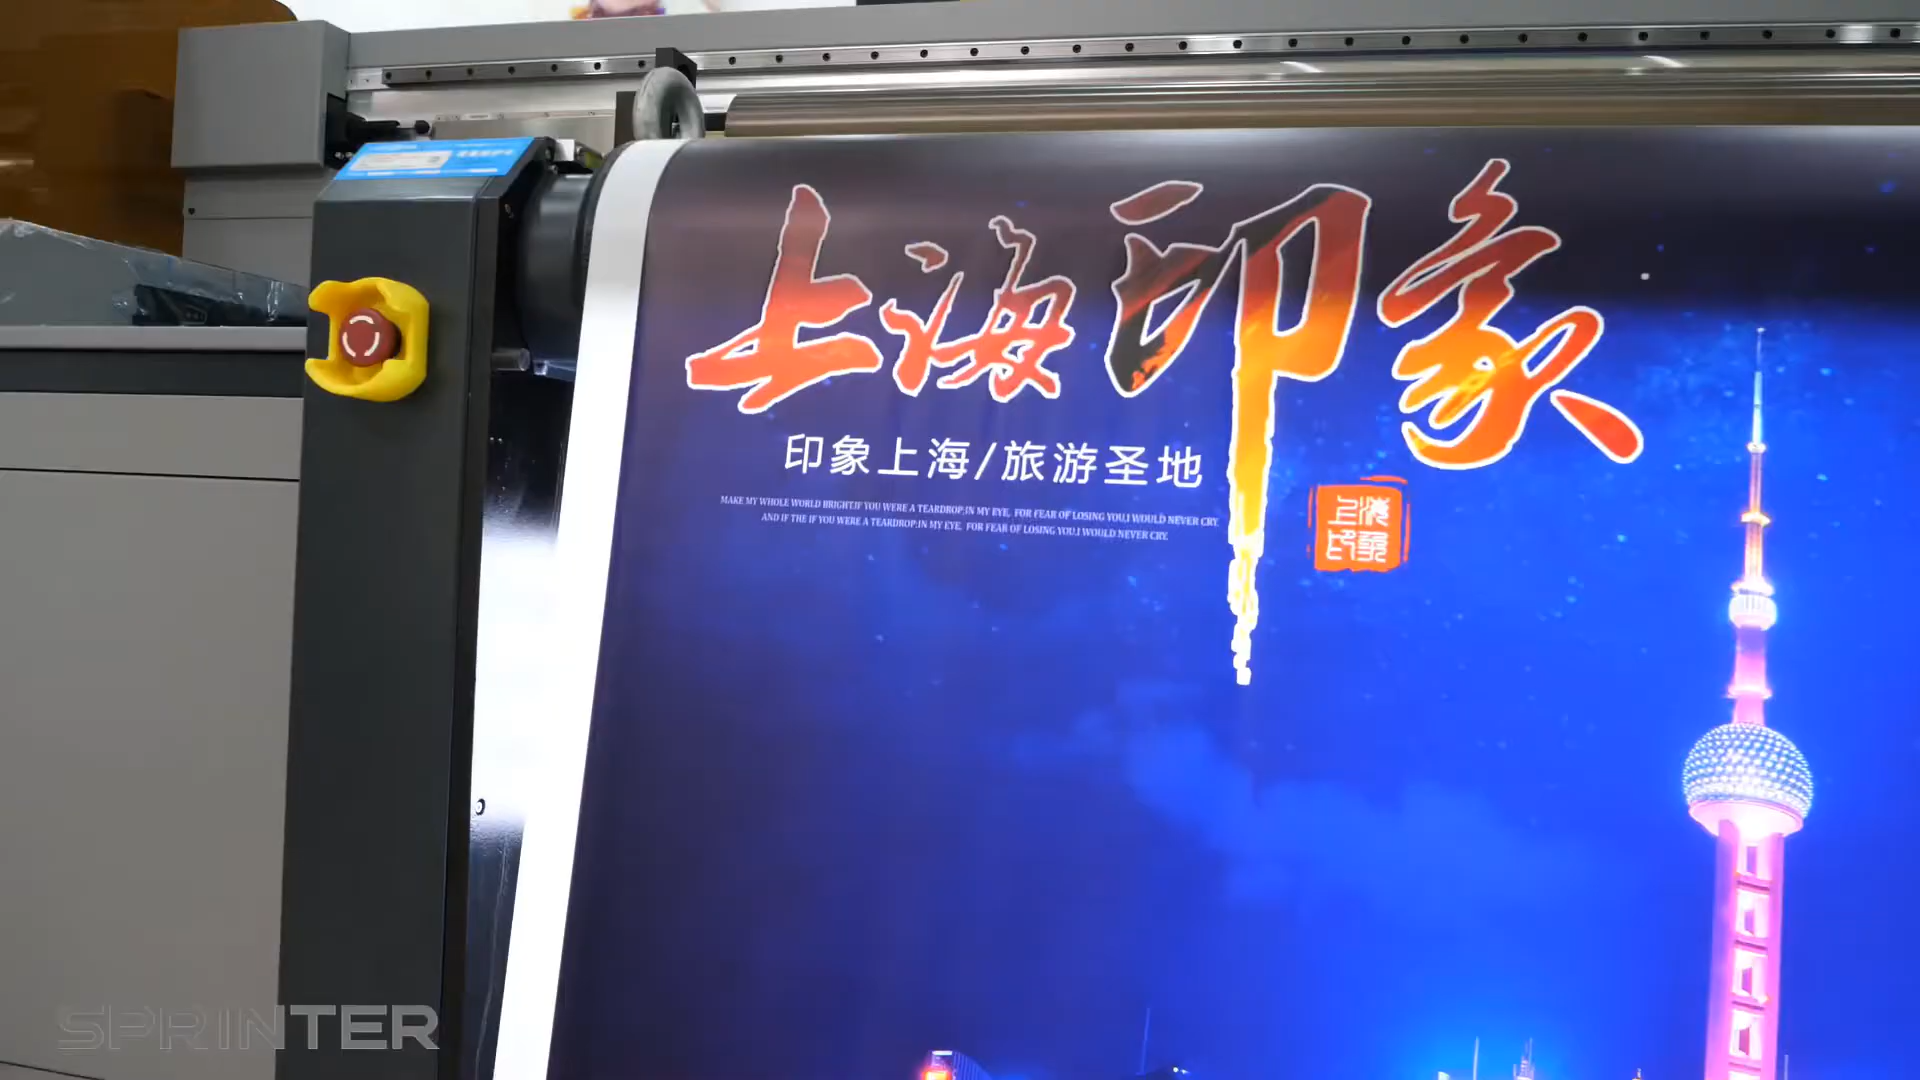 上海印象
印象上海/旅游圣地
MAKE MY WHOLE WORLD BRIGHT.IF YOU WERE A TEARDROP;IN MY EYE, FOR FEAR OF LOSING YOU,I WOULD NEVER CRY
AND IF THE IF YOU WERE A TEARDROP;IN MY EYE, FOR FEAR OF LOSING YOU,I WOULD NEVER CRY.
上海
印象
SPRINTER